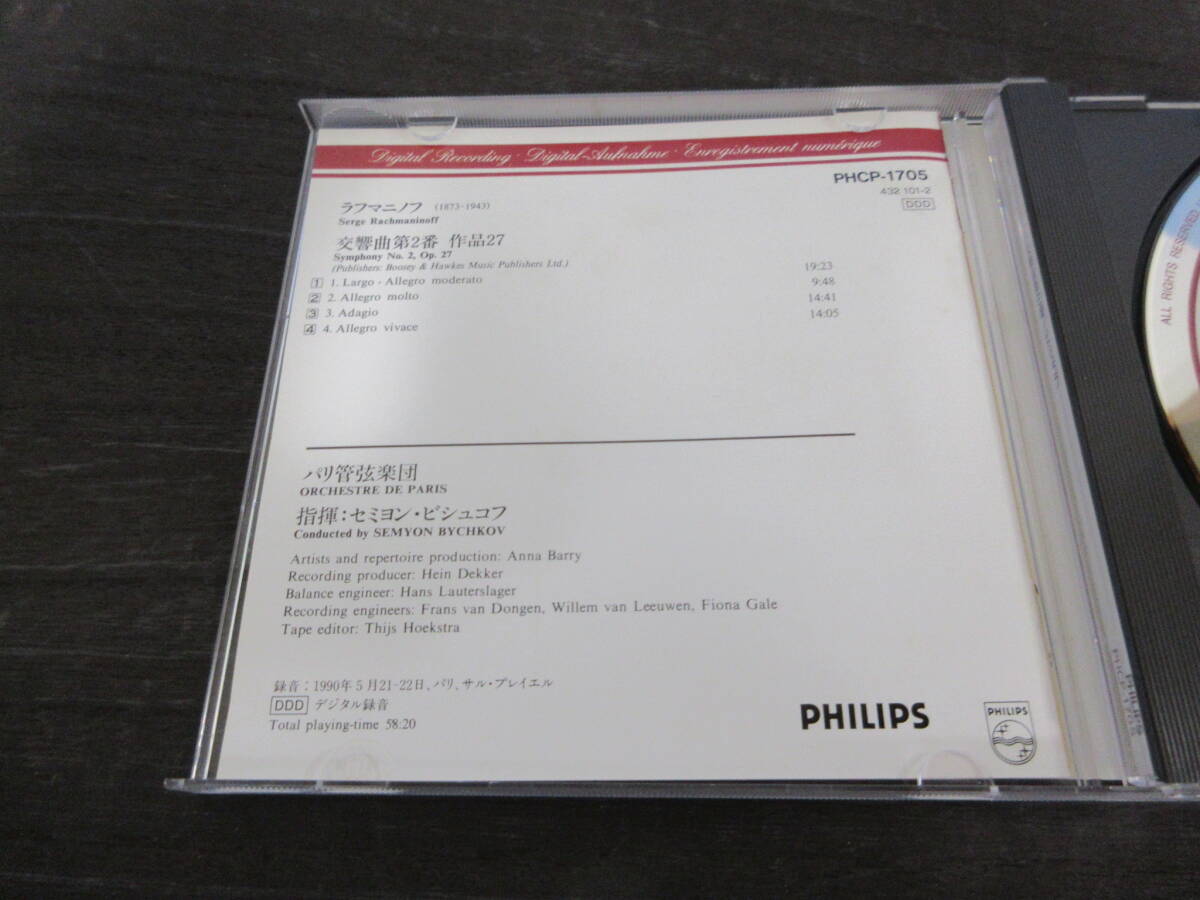 Digital Recording · Digital-Aufnahme · Enregistrement numérique
PHCP-1705
432 101-2
DDD
ラフマニノフ (1873-1943)
Serge Rachmaninoff
交響曲第2番 作品27
Symphony No. 2, Op. 27
(Publishers: Boosey & Hawkes Music Publishers Ltd.)
1 1. Largo - Allegro moderato 19:23
2 2. Allegro molto 9:48
3 3. Adagio 14:41
4 4. Allegro vivace 14:05
パリ管弦楽団
ORCHESTRE DE PARIS
指揮：セミヨン・ビシュコフ
Conducted by SEMYON BYCHKOV
Artists and repertoire production: Anna Barry
Recording producer: Hein Dekker
Balance engineer: Hans Lauterslager
Recording engineers: Frans van Dongen, Willem van Leeuwen, Fiona Gale
Tape editor: Thijs Hoekstra
録音：1990年5月21-22日、パリ、サル・プレイエル
DDD デジタル録音
Total playing-time 58:20
PHILIPS
PHILIPS
ALL RIGHTS RESERVED